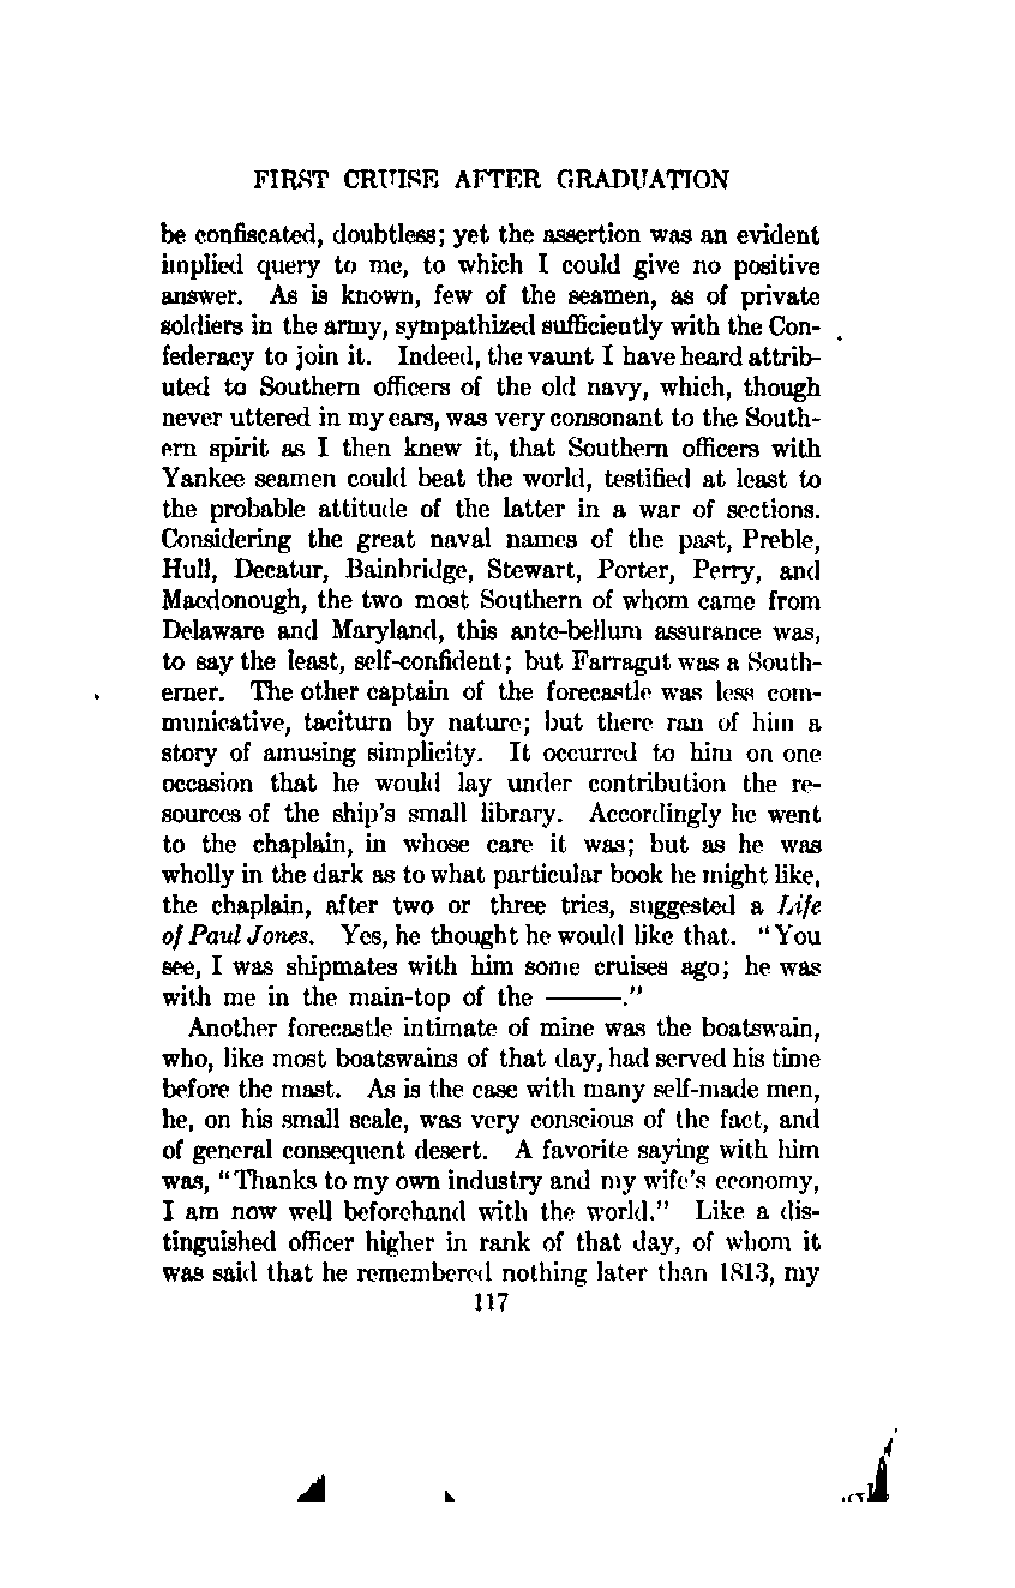 FIRST CRUISE AFTER GRADUATION
be confiscated, doubtless; yet the assertion was an evident
implied query to me, to which I could give no positive
answer. As is known, few of the seamen, as of private
soldiers in the army, sympathized sufficiently with the Con-
federacy to join it. Indeed, the vaunt I have heard attrib-
uted to Southern officers of the old navy, which, though
never uttered in my ears, was very consonant to the South-
ern spirit as I then knew it, that Southern officers with
Yankee seamen could beat the world, testified at least to
the probable attitude of the latter in a war of sections.
Considering the great naval names of the past, Preble,
Hull, Decatur, Bainbridge, Stewart, Porter, Perry, and
Macdonough, the two most Southern of whom came from
Delaware and Maryland, this ante-bellum assurance was,
to say the least, self-confident; but Farragut was a South-
erner. The other captain of the forecastle was less com-
municative, taciturn by nature; but there ran of him a
story of amusing simplicity. It occurred to him on one
occasion that he would lay under contribution the re-
sources of the ship's small library. Accordingly he went
to the chaplain, in whose care it was; but as he was
wholly in the dark as to what particular book he might like,
the chaplain, after two or three tries, suggested a Life
of Paul Jones. Yes, he thought he would like that. "You
see, I was shipmates with him some cruises ago; he was
with me in the main-top of the ———."
Another forecastle intimate of mine was the boatswain,
who, like most boatswains of that day, had served his time
before the mast. As is the case with many self-made men,
he, on his small scale, was very conscious of the fact, and
of general consequent desert. A favorite saying with him
was, "Thanks to my own industry and my wife's economy,
I am now well beforehand with the world." Like a dis-
tinguished officer higher in rank of that day, of whom it
was said that he remembered nothing later than 1813, my
117